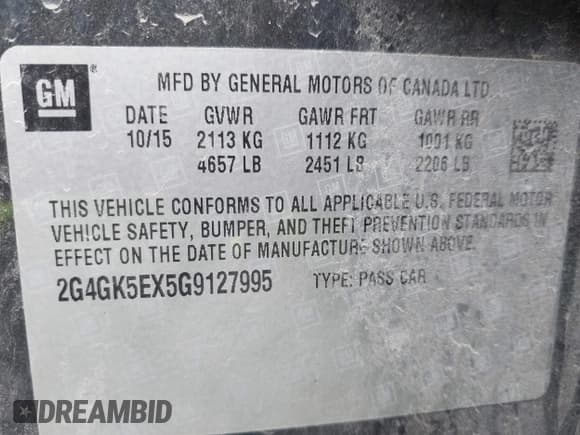 GM ®
MFD BY GENERAL MOTORS OF CANADA LTD
DATE GVWR GAWR FRT GAWR RR
10/15 2113 KG 1112 KG 1001 KG
4657 LB 2451 LB 2206 LB
THIS VEHICLE CONFORMS TO ALL APPLICABLE U.S. FEDERAL MOTOR
VEHICLE SAFETY, BUMPER, AND THEFT PREVENTION STANDARDS IN
EFFECT ON THE DATE OF MANUFACTURE SHOWN ABOVE.
2G4GK5EX5G9127995 TYPE: PASS CAR
DREAMBID